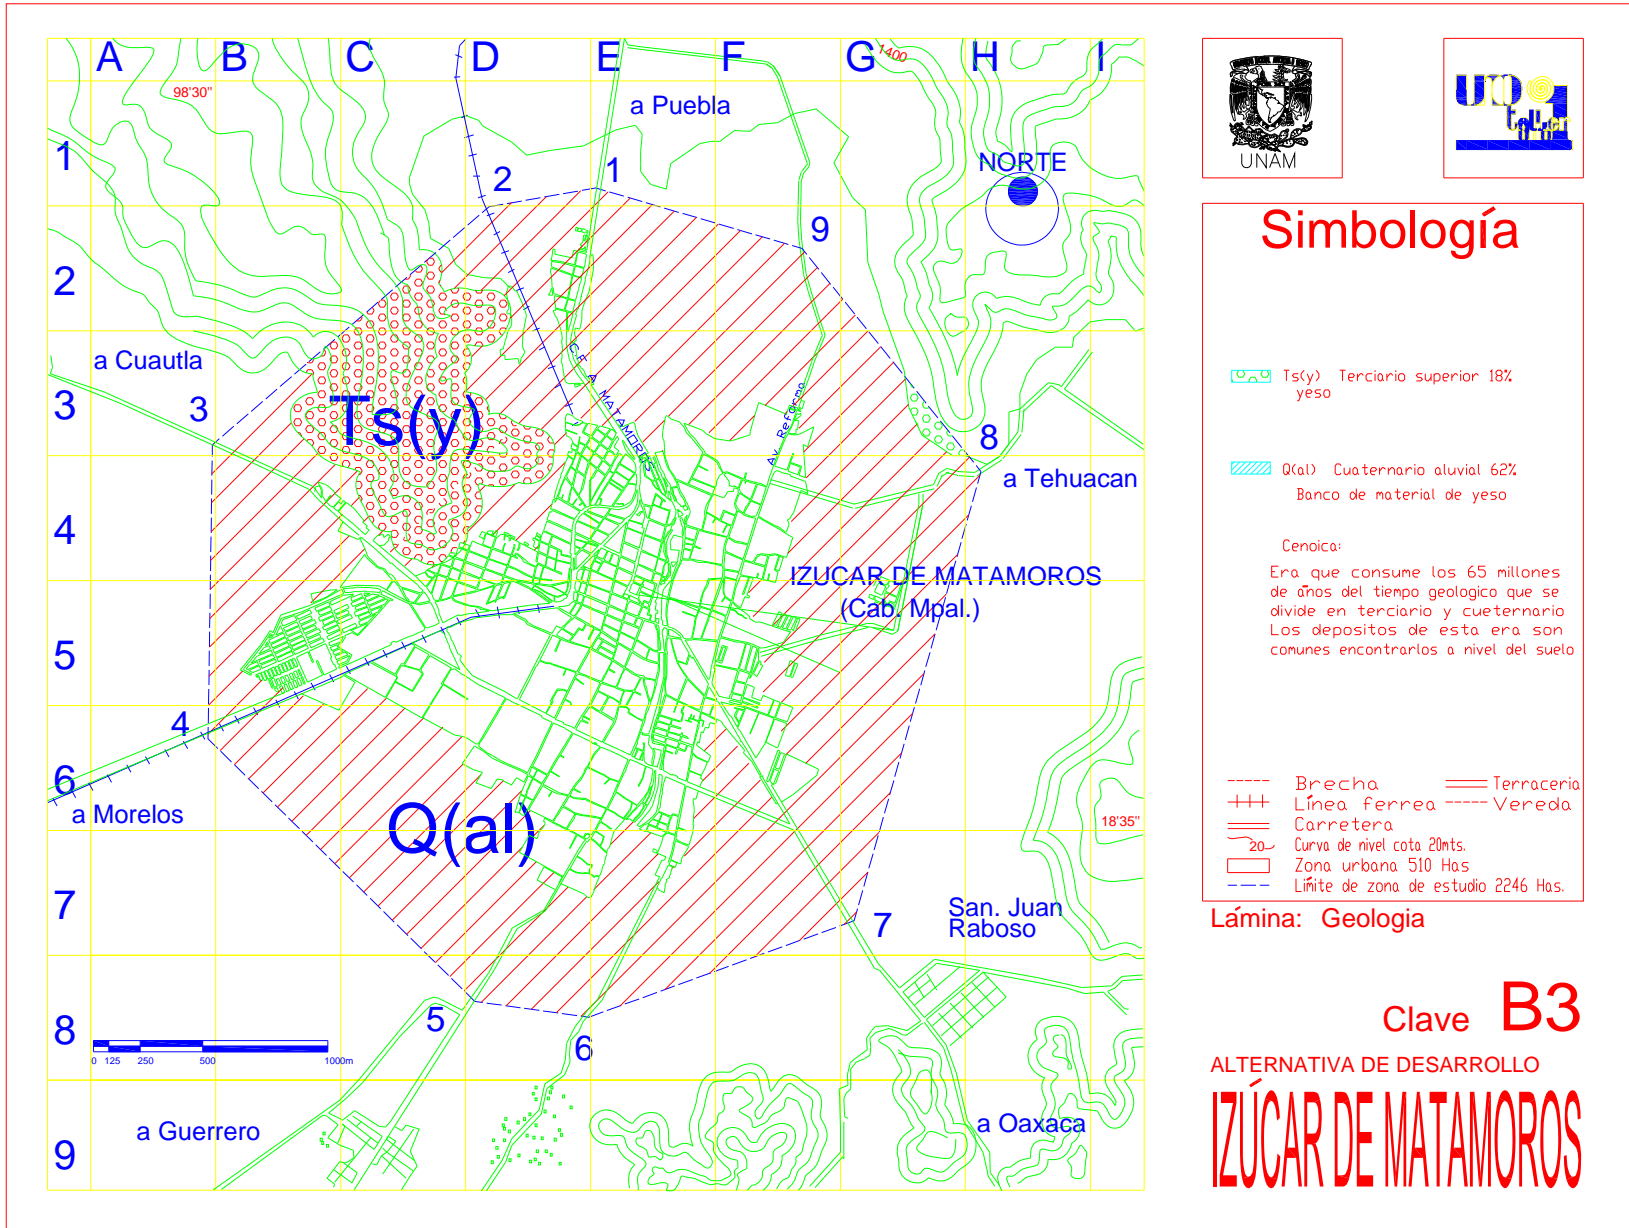 A B C D E F G H I
1400
98'30"
a Puebla
1
2
1
NORTE
9
2
a Cuautla
C.F. A MATAMOROS
Av Reforma
3
3
Ts(y)
8
a Tehuacan
4
IZUCAR DE MATAMOROS
(Cab. Mpal.)
5
4
6
a Morelos
Q(al)
18'35"
7
San. Juan
Raboso
7
5
8
6
0 125 250 500 1000m
a Guerrero
a Oaxaca
9
UNAM
taller
Simbología
Ts(y) Terciario superior 18%
yeso
Q(al) Cuaternario aluvial 62%
Banco de material de yeso
Cenoica:
Era que consume los 65 millones
de años del tiempo geologico que se
divide en terciario y cueternario
Los depositos de esta era son
comunes encontrarlos a nivel del suelo
Brecha Terraceria
Línea ferrea Vereda
Carretera
20 Curva de nivel cota 20mts.
Zona urbana 510 Has
Límite de zona de estudio 2246 Has.
Lámina: Geologia
Clave B3
ALTERNATIVA DE DESARROLLO
IZÚCAR DE MATAMOROS